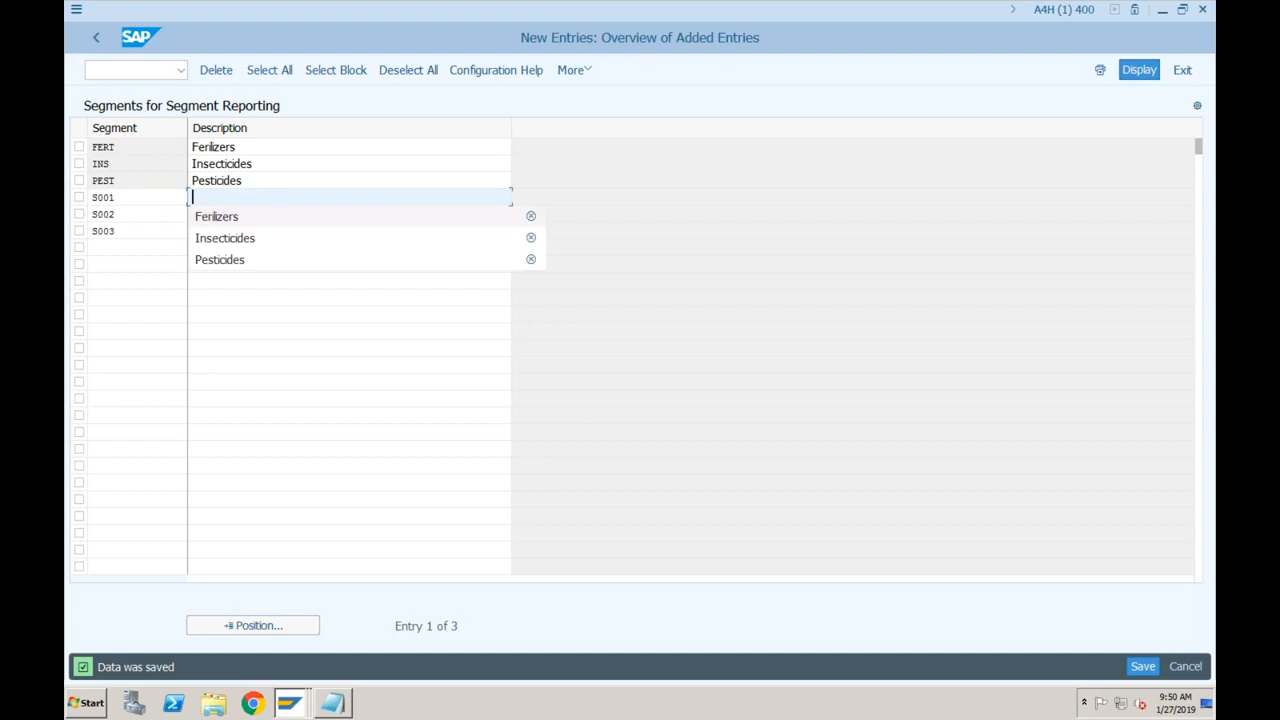 A4H (1) 400
SAP
New Entries: Overview of Added Entries
Delete Select All Select Block Deselect All Configuration Help More Display Exit
Segments for Segment Reporting
Segment Description
FERT Ferilizers
INS Insecticides
PEST Pesticides
S001
S002 Ferilizers
S003 Insecticides
Pesticides
Position... Entry 1 of 3
Data was saved Save Cancel
Start 9:50 AM
1/27/2019